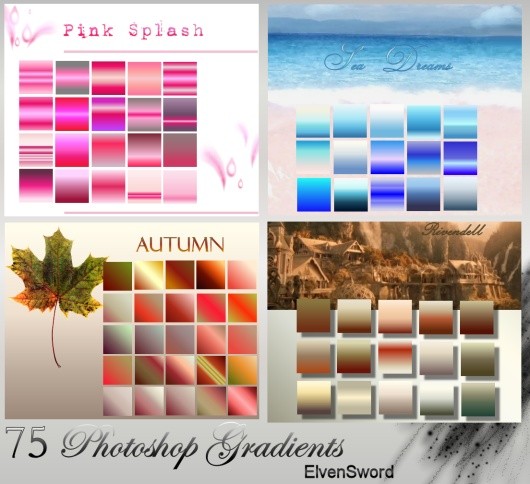 Pink Splash
Sea Dreams
AUTUMN
Rivendell
75 Photoshop Gradients
ElvenSword